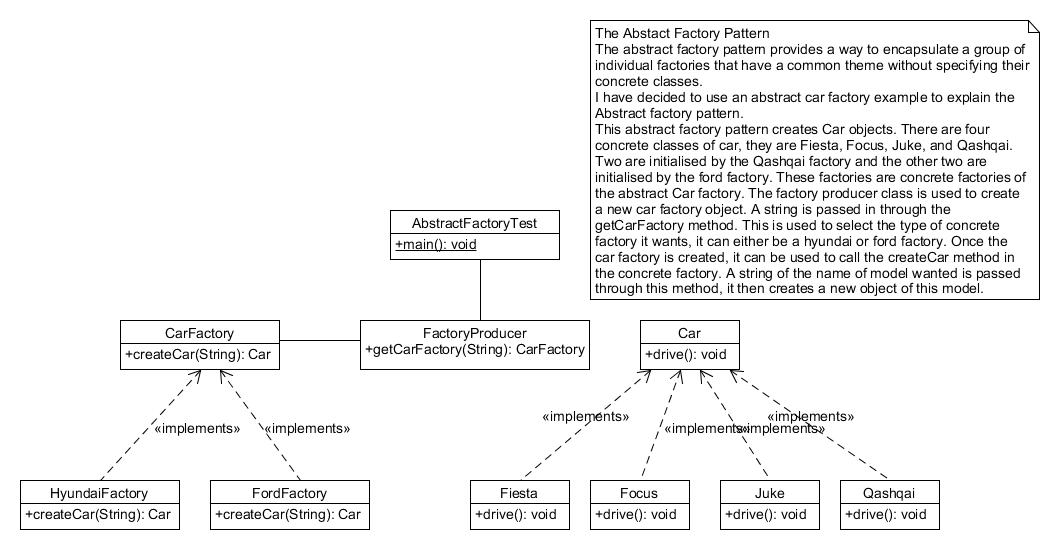 The Abstact Factory Pattern
The abstract factory pattern provides a way to encapsulate a group of
individual factories that have a common theme without specifying their
concrete classes.
I have decided to use an abstract car factory example to explain the
Abstract factory pattern.
This abstract factory pattern creates Car objects. There are four
concrete classes of car, they are Fiesta, Focus, Juke, and Qashqai.
Two are initialised by the Qashqai factory and the other two are
initialised by the ford factory. These factories are concrete factories of
the abstract Car factory. The factory producer class is used to create
a new car factory object. A string is passed in through the
getCarFactory method. This is used to select the type of concrete
factory it wants, it can either be a hyundai or ford factory. Once the
car factory is created, it can be used to call the createCar method in
the concrete factory. A string of the name of model wanted is passed
through this method, it then creates a new object of this model.
AbstractFactoryTest
+main(): void
CarFactory
+createCar(String): Car
FactoryProducer
+getCarFactory(String): CarFactory
Car
+drive(): void
«implements»
«implements»
«implements»
«implements»
«implements»
«implements»
HyundaiFactory
+createCar(String): Car
FordFactory
+createCar(String): Car
Fiesta
+drive(): void
Focus
+drive(): void
Juke
+drive(): void
Qashqai
+drive(): void